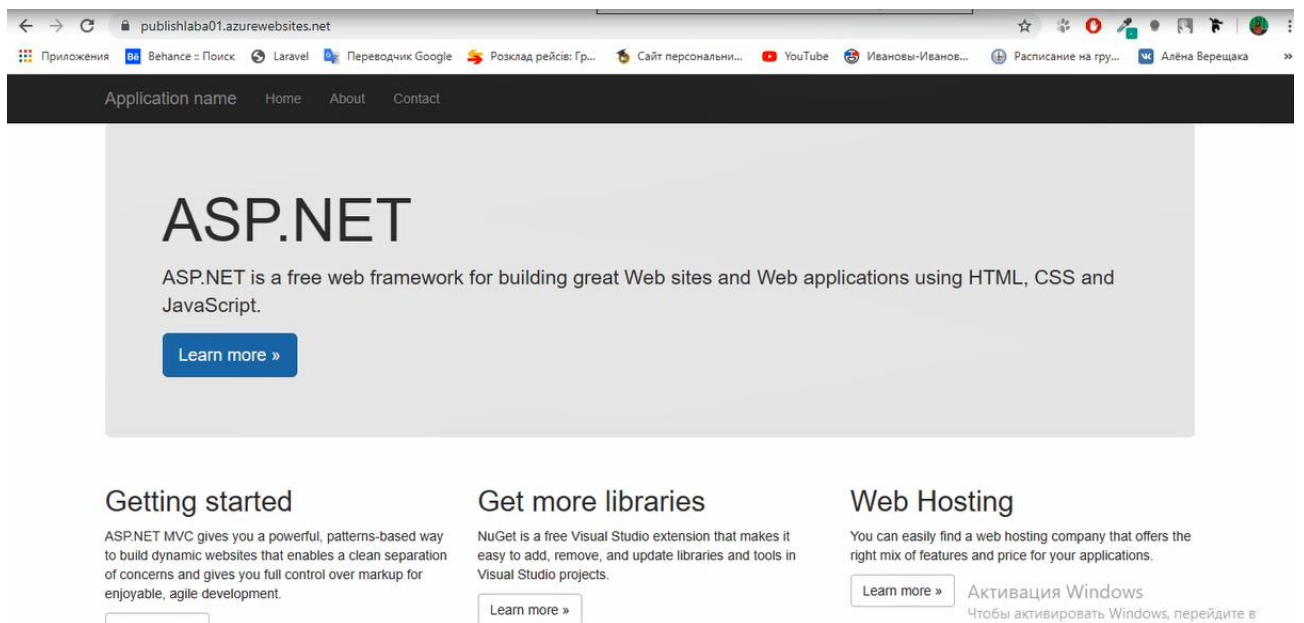 publishlaba01.azurewebsites.net
Приложения Behance :: Поиск Laravel Переводчик Google Розклад рейсів: Гр... Сайт персональни... YouTube Ивановы-Иванов... Расписание на гру... Алёна Верещака »
Application name Home About Contact
ASP.NET
ASP.NET is a free web framework for building great Web sites and Web applications using HTML, CSS and
JavaScript.
Learn more »
Getting started
ASP.NET MVC gives you a powerful, patterns-based way
to build dynamic websites that enables a clean separation
of concerns and gives you full control over markup for
enjoyable, agile development.
Get more libraries
NuGet is a free Visual Studio extension that makes it
easy to add, remove, and update libraries and tools in
Visual Studio projects.
Learn more »
Web Hosting
You can easily find a web hosting company that offers the
right mix of features and price for your applications.
Learn more »
Активация Windows
Чтобы активировать Windows, перейдите в